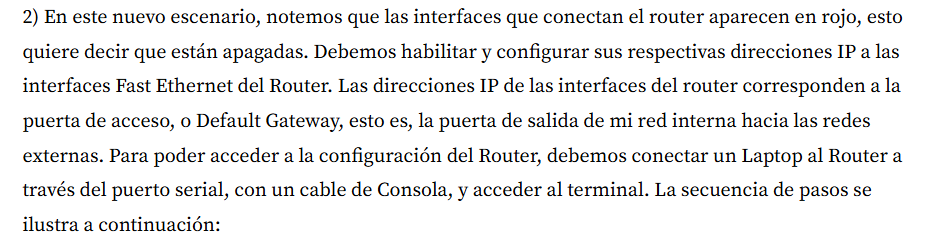 2) En este nuevo escenario, notemos que las interfaces que conectan el router aparecen en rojo, esto
quiere decir que están apagadas. Debemos habilitar y configurar sus respectivas direcciones IP a las
interfaces Fast Ethernet del Router. Las direcciones IP de las interfaces del router corresponden a la
puerta de acceso, o Default Gateway, esto es, la puerta de salida de mi red interna hacia las redes
externas. Para poder acceder a la configuración del Router, debemos conectar un Laptop al Router a
través del puerto serial, con un cable de Consola, y acceder al terminal. La secuencia de pasos se
ilustra a continuación: